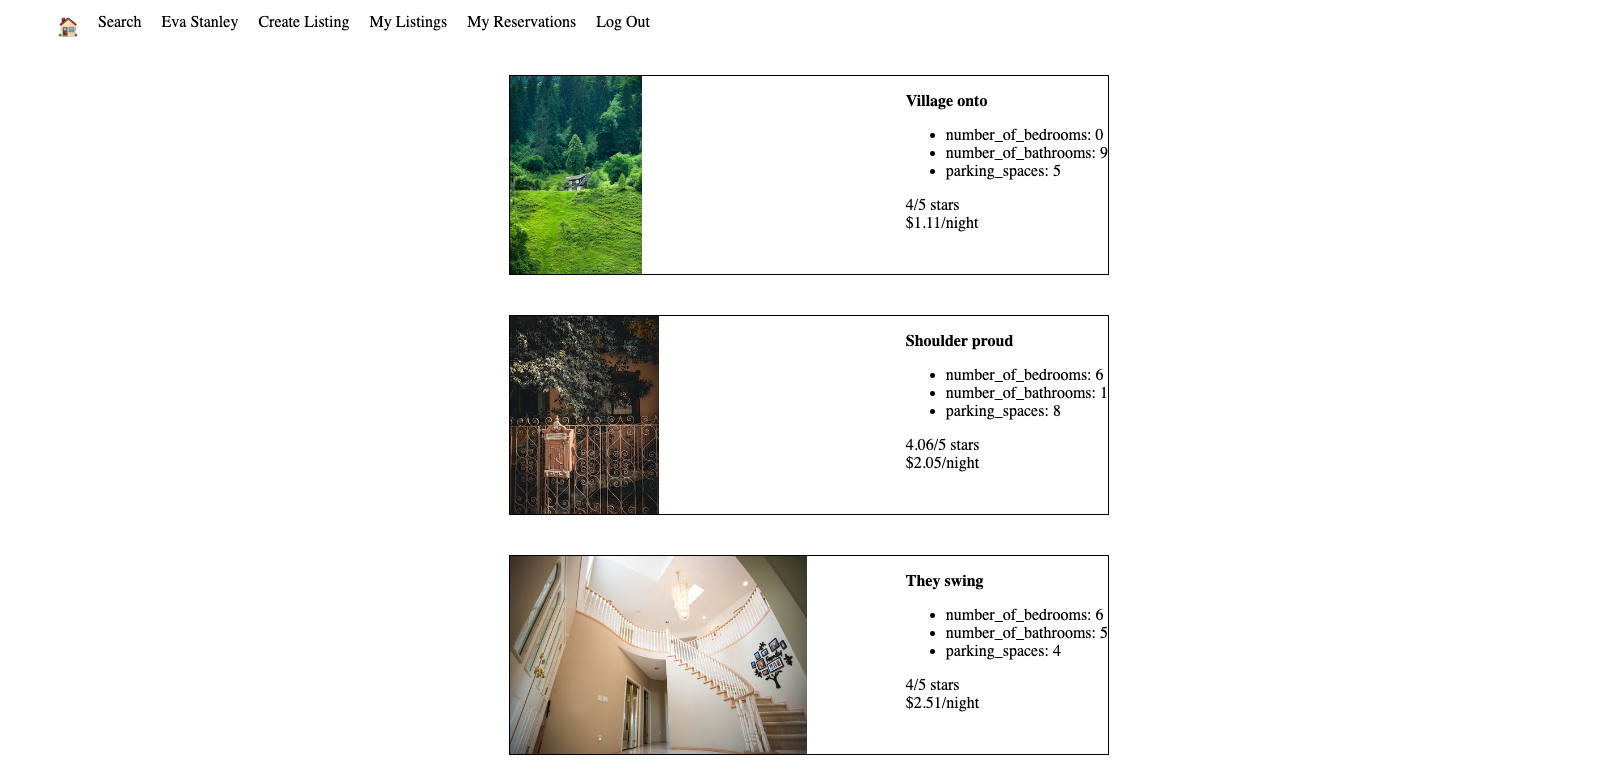 Search Eva Stanley Create Listing My Listings My Reservations Log Out
Village onto
• number_of_bedrooms: 0
• number_of_bathrooms: 9
• parking_spaces: 5
4/5 stars
$1.11/night
Shoulder proud
• number_of_bedrooms: 6
• number_of_bathrooms: 1
• parking_spaces: 8
4.06/5 stars
$2.05/night
They swing
• number_of_bedrooms: 6
• number_of_bathrooms: 5
• parking_spaces: 4
4/5 stars
$2.51/night